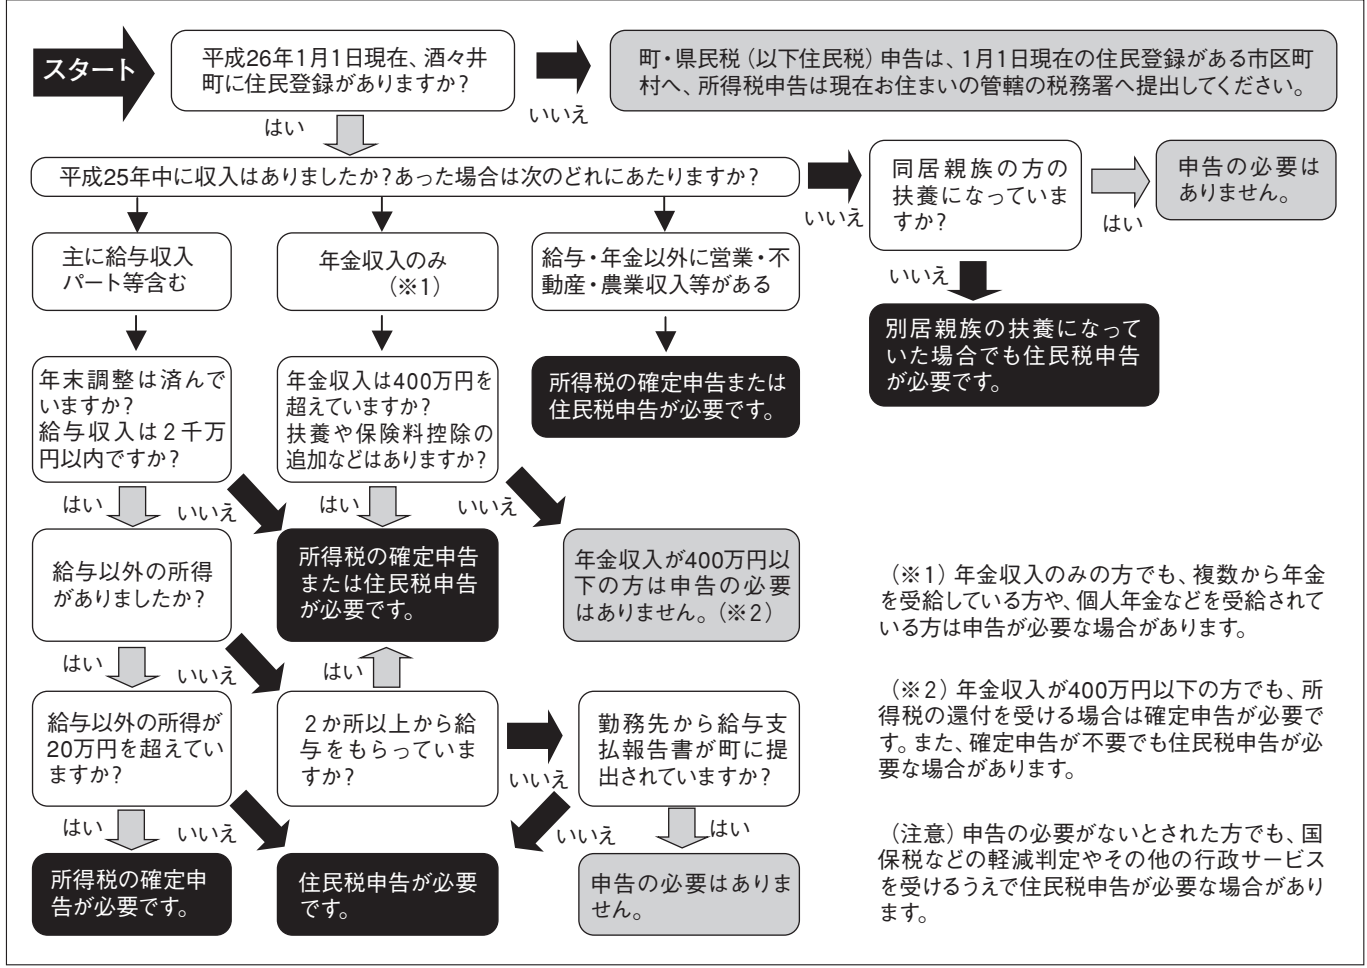 スタート
平成26年1月1日現在、酒々井
町に住民登録がありますか?
いいえ
町・県民税（以下住民税）申告は、1月1日現在の住民登録がある市区町
村へ、所得税申告は現在お住まいの管轄の税務署へ提出してください。
はい
平成25年中に収入はありましたか?あった場合は次のどれにあたりますか?
いいえ
同居親族の方の
扶養になっていま
すか?
はい
申告の必要は
ありません。
いいえ
別居親族の扶養になって
いた場合でも住民税申告
が必要です。
主に給与収入
パート等含む
年金収入のみ
（※1）
給与・年金以外に営業・不
動産・農業収入等がある
年末調整は済んで
いますか?
給与収入は2千万
円以内ですか?
年金収入は400万円を
超えていますか?
扶養や保険料控除の
追加などはありますか?
所得税の確定申告または
住民税申告が必要です。
はい
いいえ
はい
いいえ
給与以外の所得
がありましたか?
所得税の確定申告
または住民税申告
が必要です。
年金収入が400万円以
下の方は申告の必要
はありません。（※2）
はい
いいえ
はい
給与以外の所得が
20万円を超えてい
ますか?
2か所以上から給
与をもらっていま
すか?
いいえ
勤務先から給与支
払報告書が町に提
出されていますか?
はい
いいえ
いいえ
はい
所得税の確定申
告が必要です。
住民税申告が必要
です。
申告の必要はありま
せん。
（※1）年金収入のみの方でも、複数から年金
を受給している方や、個人年金などを受給されて
いる方は申告が必要な場合があります。
（※2）年金収入が400万円以下の方でも、所
得税の還付を受ける場合は確定申告が必要で
す。また、確定申告が不要でも住民税申告が必
要な場合があります。
（注意）申告の必要がないとされた方でも、国
保税などの軽減判定やその他の行政サービス
を受けるうえで住民税申告が必要な場合があり
ます。